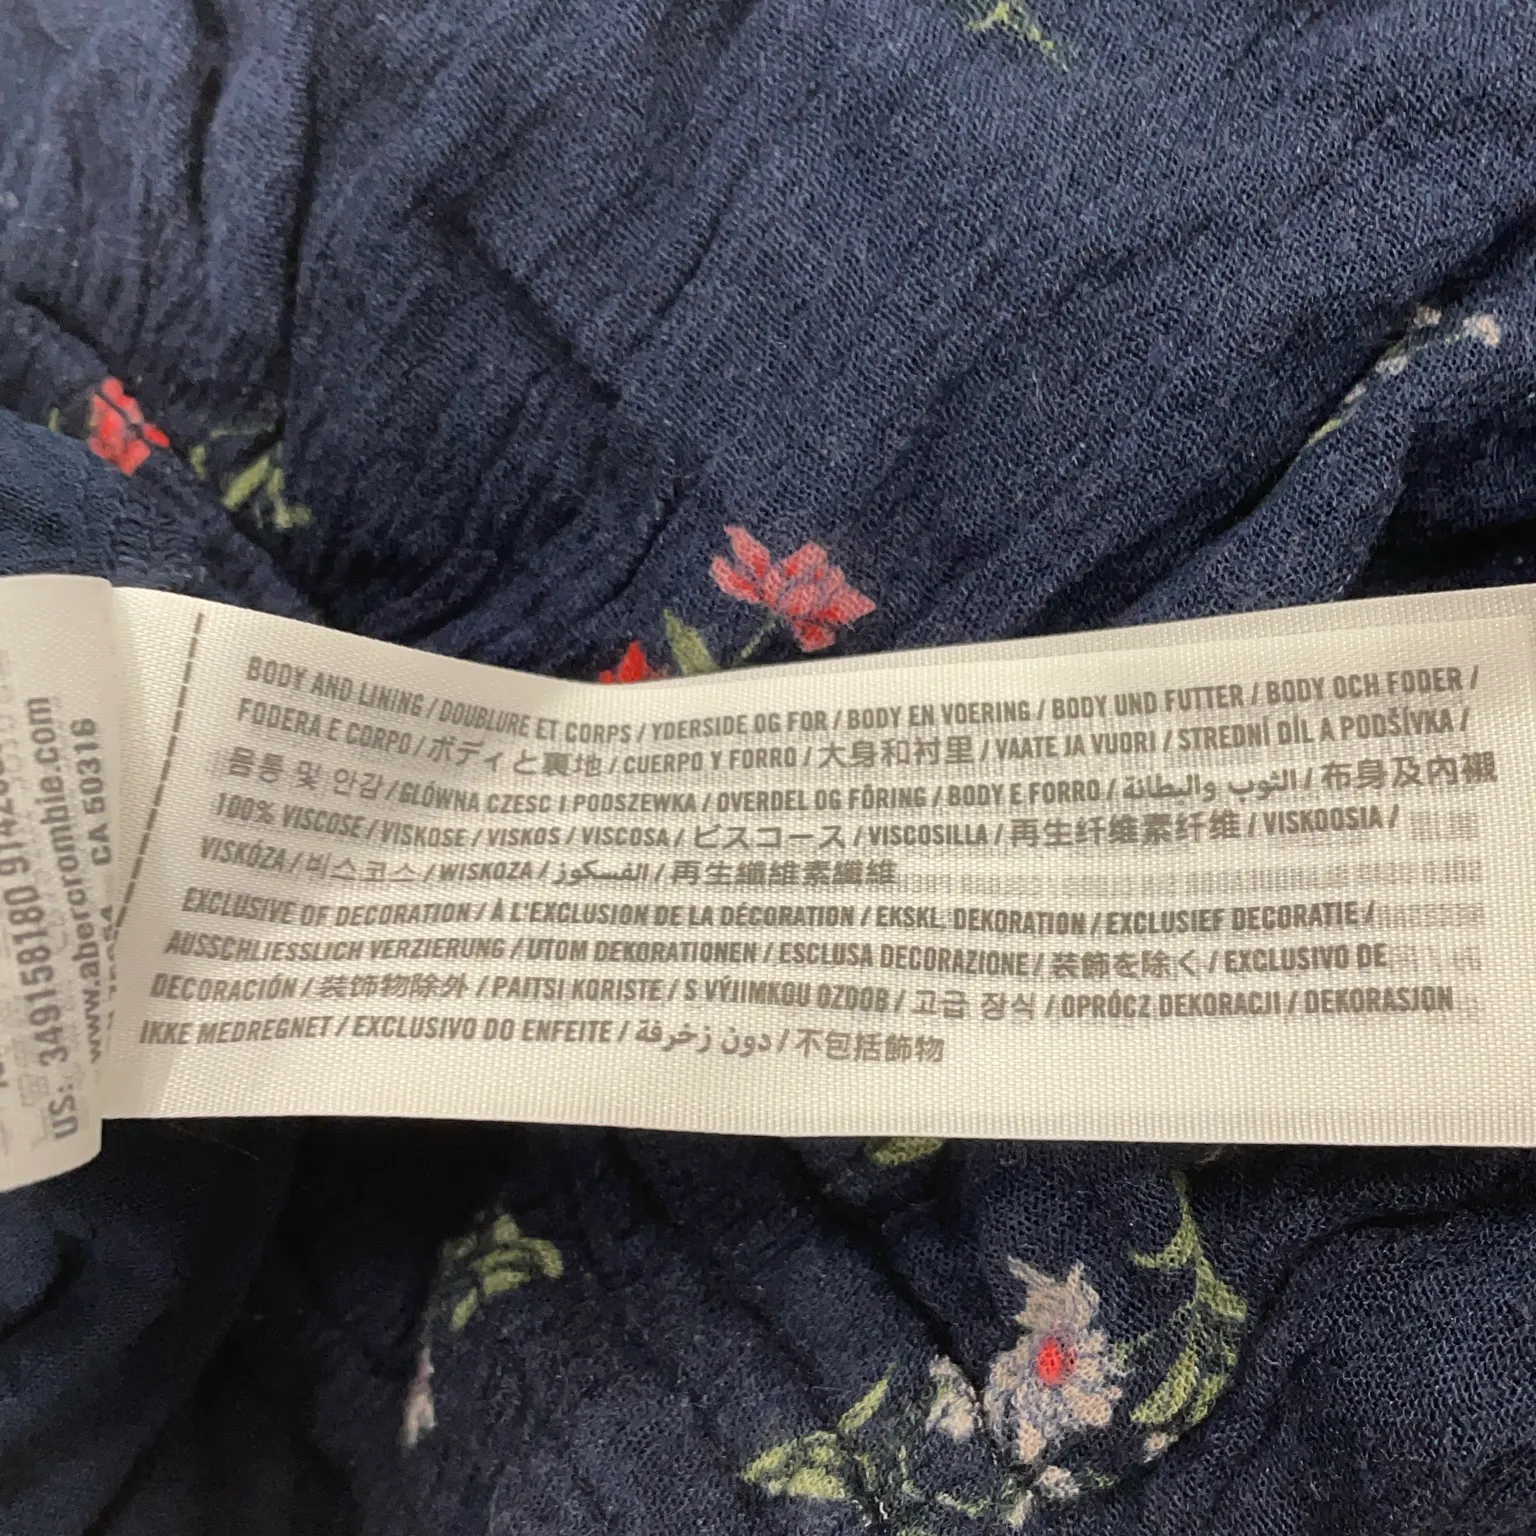 BODY AND LINING / DOUBLURE ET CORPS / YDERSIDE OG FOR / BODY EN VOERING / BODY UND FUTTER / BODY OCH FODER /
FODERA E CORPO / ボディと裏地 / CUERPO Y FORRO / 大身和衬里 / VAATE JA VUORI / STREDNÍ DÍL A PODŠÍVKA /
몸통 및 안감 / GLÓWNA CZESC I PODSZEWKA / OVERDEL OG FÔRING / BODY E FORRO / الثوب والبطانة / 布身及內襯
100% VISCOSE / VISKOSE / VISKOS / VISCOSA / ビスコース / VISCOSILLA / 再生纤维素纤维 / VISKOOSIA /
VISKÓZA / 비스코스 / WISKOZA / الفسكوز / 再生纖維素纖維
EXCLUSIVE OF DECORATION / À L'EXCLUSION DE LA DÉCORATION / EKSKL. DEKORATION / EXCLUSIEF DECORATIE /
AUSSCHLIESSLICH VERZIERUNG / UTOM DEKORATIONEN / ESCLUSA DECORAZIONE / 装飾を除く / EXCLUSIVO DE
DECORACIÓN / 装饰物除外 / PAITSI KORISTE / S VÝJIMKOU OZDOB / 고급 장식 / OPRÓCZ DEKORACJI / DEKORASJON
IKKE MEDREGNET / EXCLUSIVO DO ENFEITE / دون زخرفة / 不包括飾物
US: 349158180
www.abercrombie.com
CA 50316